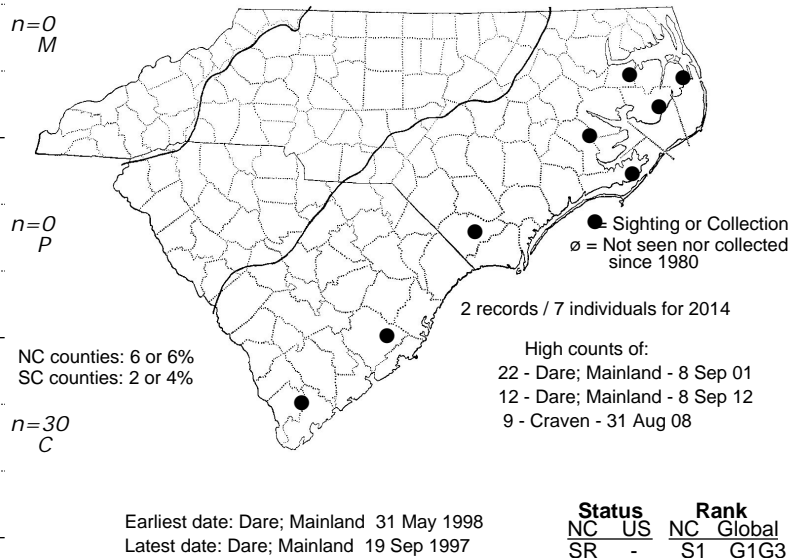 n=0
M
n=0
P
= Sighting or Collection
ø = Not seen nor collected
since 1980
2 records / 7 individuals for 2014
NC counties: 6 or 6%
SC counties: 2 or 4%
High counts of:
22 - Dare; Mainland - 8 Sep 01
12 - Dare; Mainland - 8 Sep 12
9 - Craven - 31 Aug 08
n=30
C
Earliest date: Dare; Mainland 31 May 1998
Latest date: Dare; Mainland 19 Sep 1997
Status Rank
NC US NC Global
SR - S1 G1G3